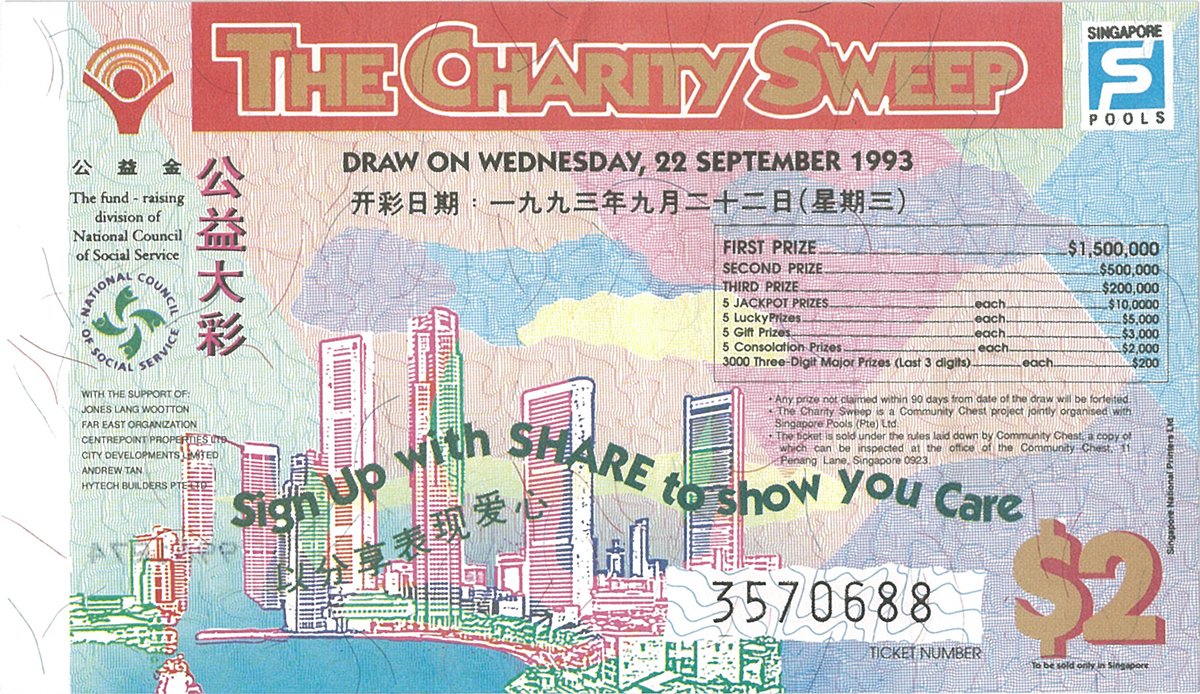 THE CHARITY SWEEP
SINGAPORE
S
POOLS
公益金
The fund - raising
division of
National Council
of Social Service
NATIONAL COUNCIL
OF SOCIAL SERVICE
公益大彩
DRAW ON WEDNESDAY, 22 SEPTEMBER 1993
开彩日期：一九九三年九月二十二日(星期三)
FIRST PRIZE $1,500,000
SECOND PRIZE $500,000
THIRD PRIZE $200,000
5 JACKPOT PRIZES each $10,0000
5 LuckyPrizes each $5,000
5 Gift Prizes each $3,000
5 Consolation Prizes each $2,000
3000 Three-Digit Major Prizes (Last 3 digits) each $200
• Any prize not claimed within 90 days from date of the draw will be forfeited.
• The Charity Sweep is a Community Chest project jointly organised with
Singapore Pools (Pte) Ltd.
• The ticket is sold under the rules laid down by Community Chest, a copy of
which can be inspected at the office of the Community Chest, 11
Penang Lane, Singapore 0923.
WITH THE SUPPORT OF:
JONES LANG WOOTTON
FAR EAST ORGANIZATION
CENTREPOINT PROPERTIES LTD
CITY DEVELOPMENTS LIMITED
ANDREW TAN
HYTECH BUILDERS PTE LTD
Sign Up with SHARE to show you Care
以分享表现爱心
3570688
TICKET NUMBER
$2
To be sold only in Singapore
Singapore National Printers Ltd